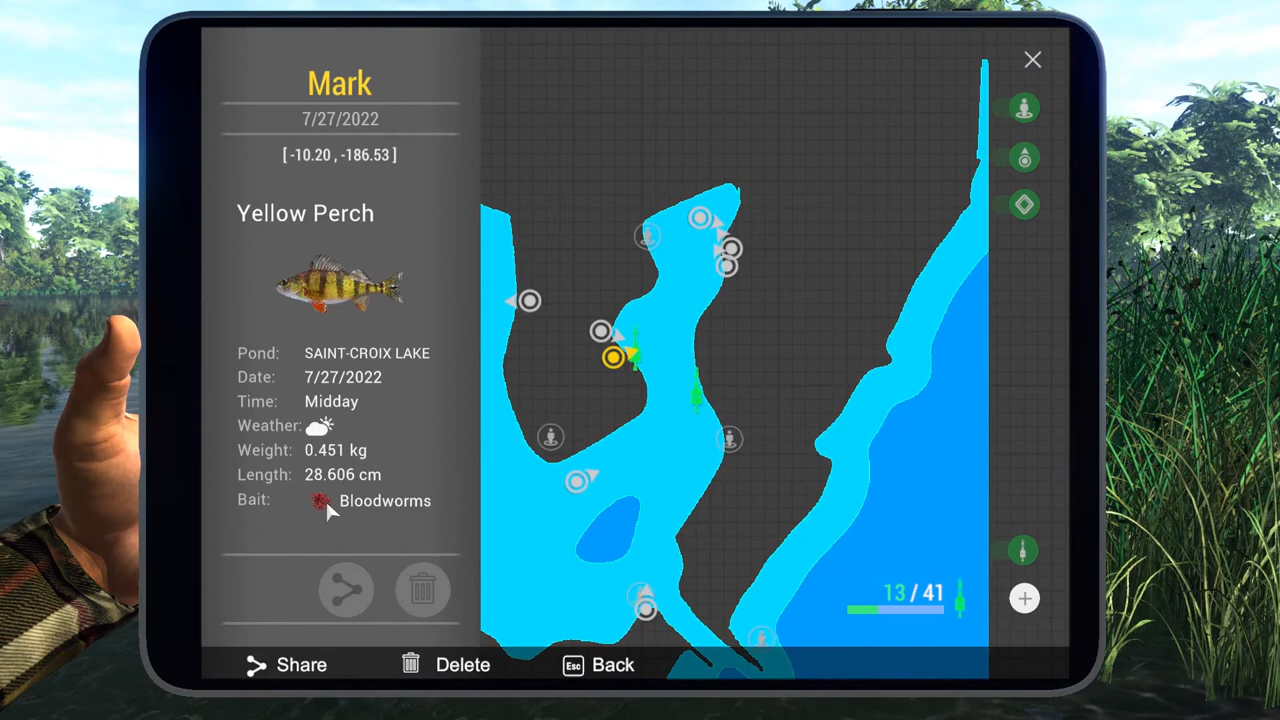 Mark
7/27/2022
[ -10.20 , -186.53 ]
Yellow Perch
Pond: SAINT-CROIX LAKE
Date: 7/27/2022
Time: Midday
Weather:
Weight: 0.451 kg
Length: 28.606 cm
Bait: Bloodworms
13 / 41
Share Delete Esc Back